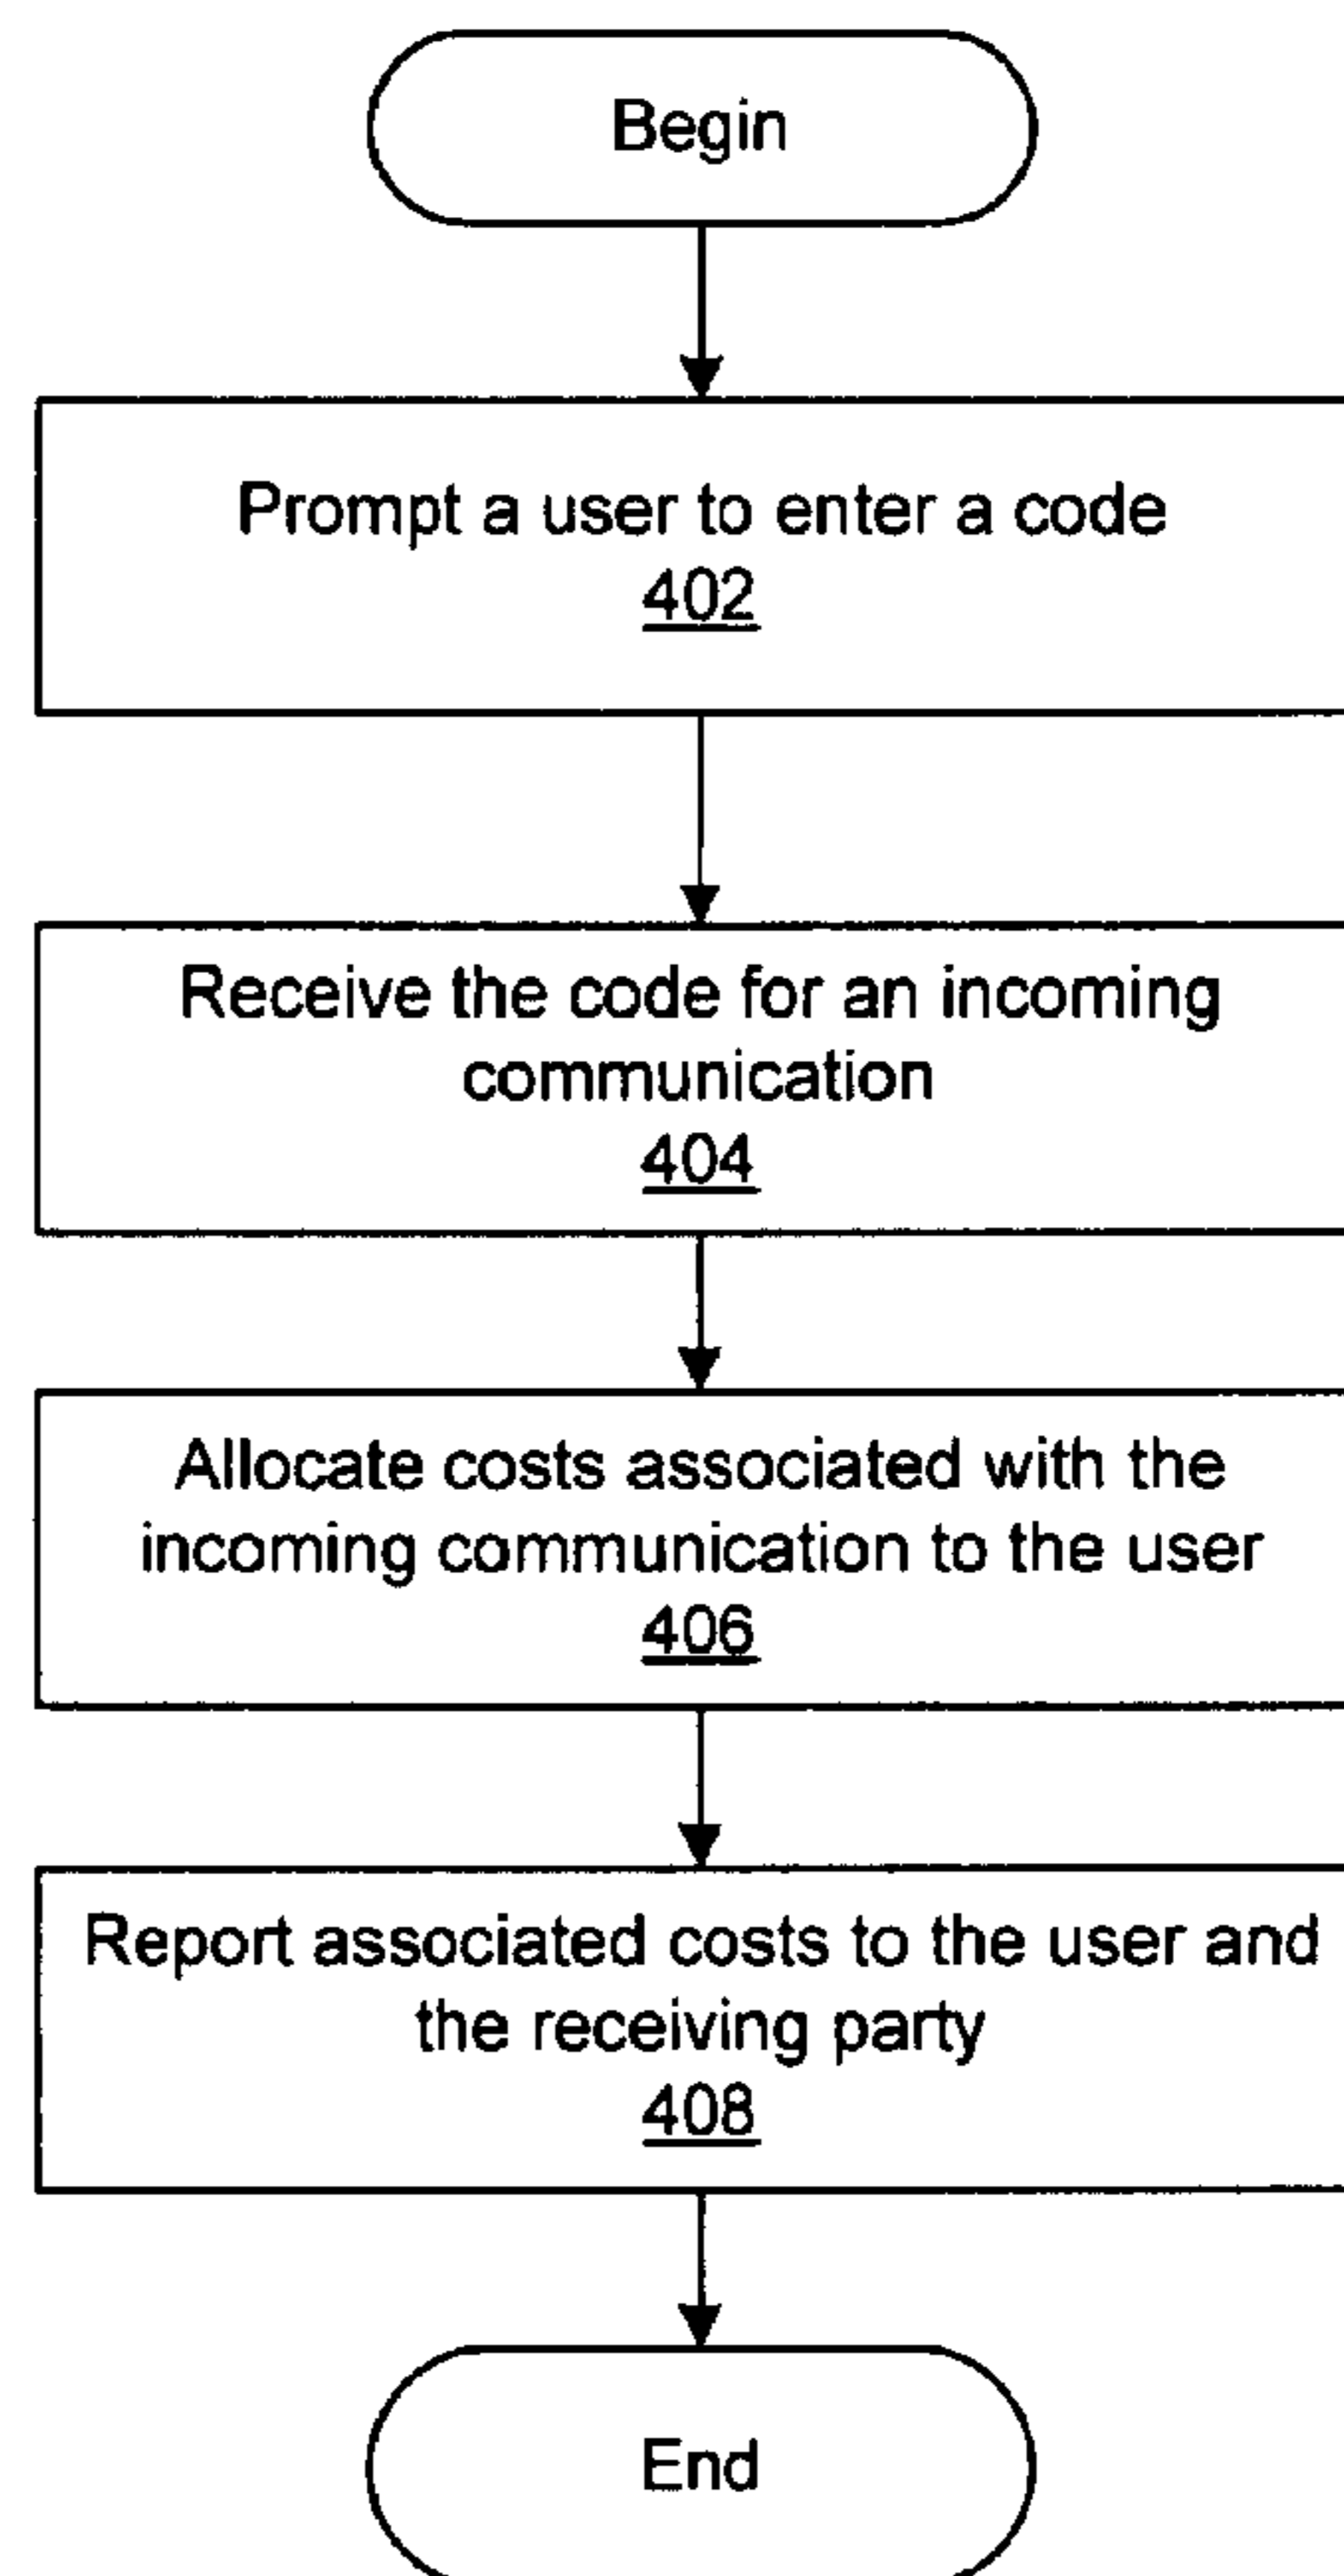 Begin
Prompt a user to enter a code
402
Receive the code for an incoming
communication
404
Allocate costs associated with the
incoming communication to the user
406
Report associated costs to the user and
the receiving party
408
End